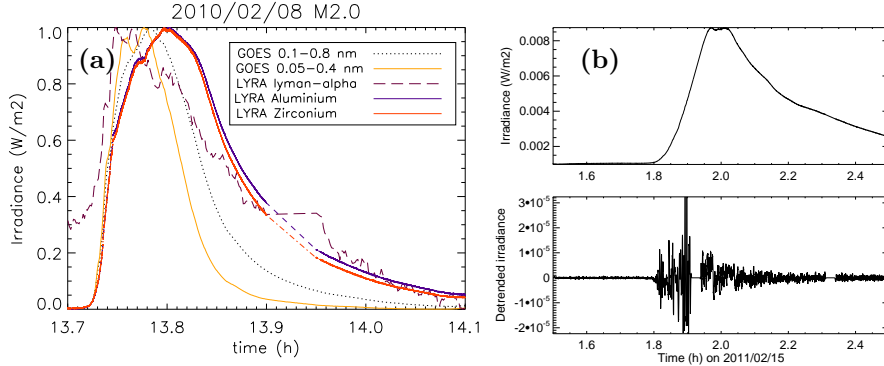 2010/02/08 M2.0
(a)
GOES 0.1-0.8 nm
GOES 0.05-0.4 nm
LYRA lyman-alpha
LYRA Aluminium
LYRA Zirconium
Irradiance (W/m2)
1.0
0.8
0.6
0.4
0.2
0.0
13.7 13.8 13.9 14.0 14.1
time (h)
(b)
Irradiance (W/m2)
0.008
0.006
0.004
0.002
1.6 1.8 2.0 2.2 2.4
Detrended irradiance
3•10⁻⁵
2•10⁻⁵
1•10⁻⁵
0
-1•10⁻⁵
-2•10⁻⁵
1.6 1.8 2.0 2.2 2.4
Time (h) on 2011/02/15